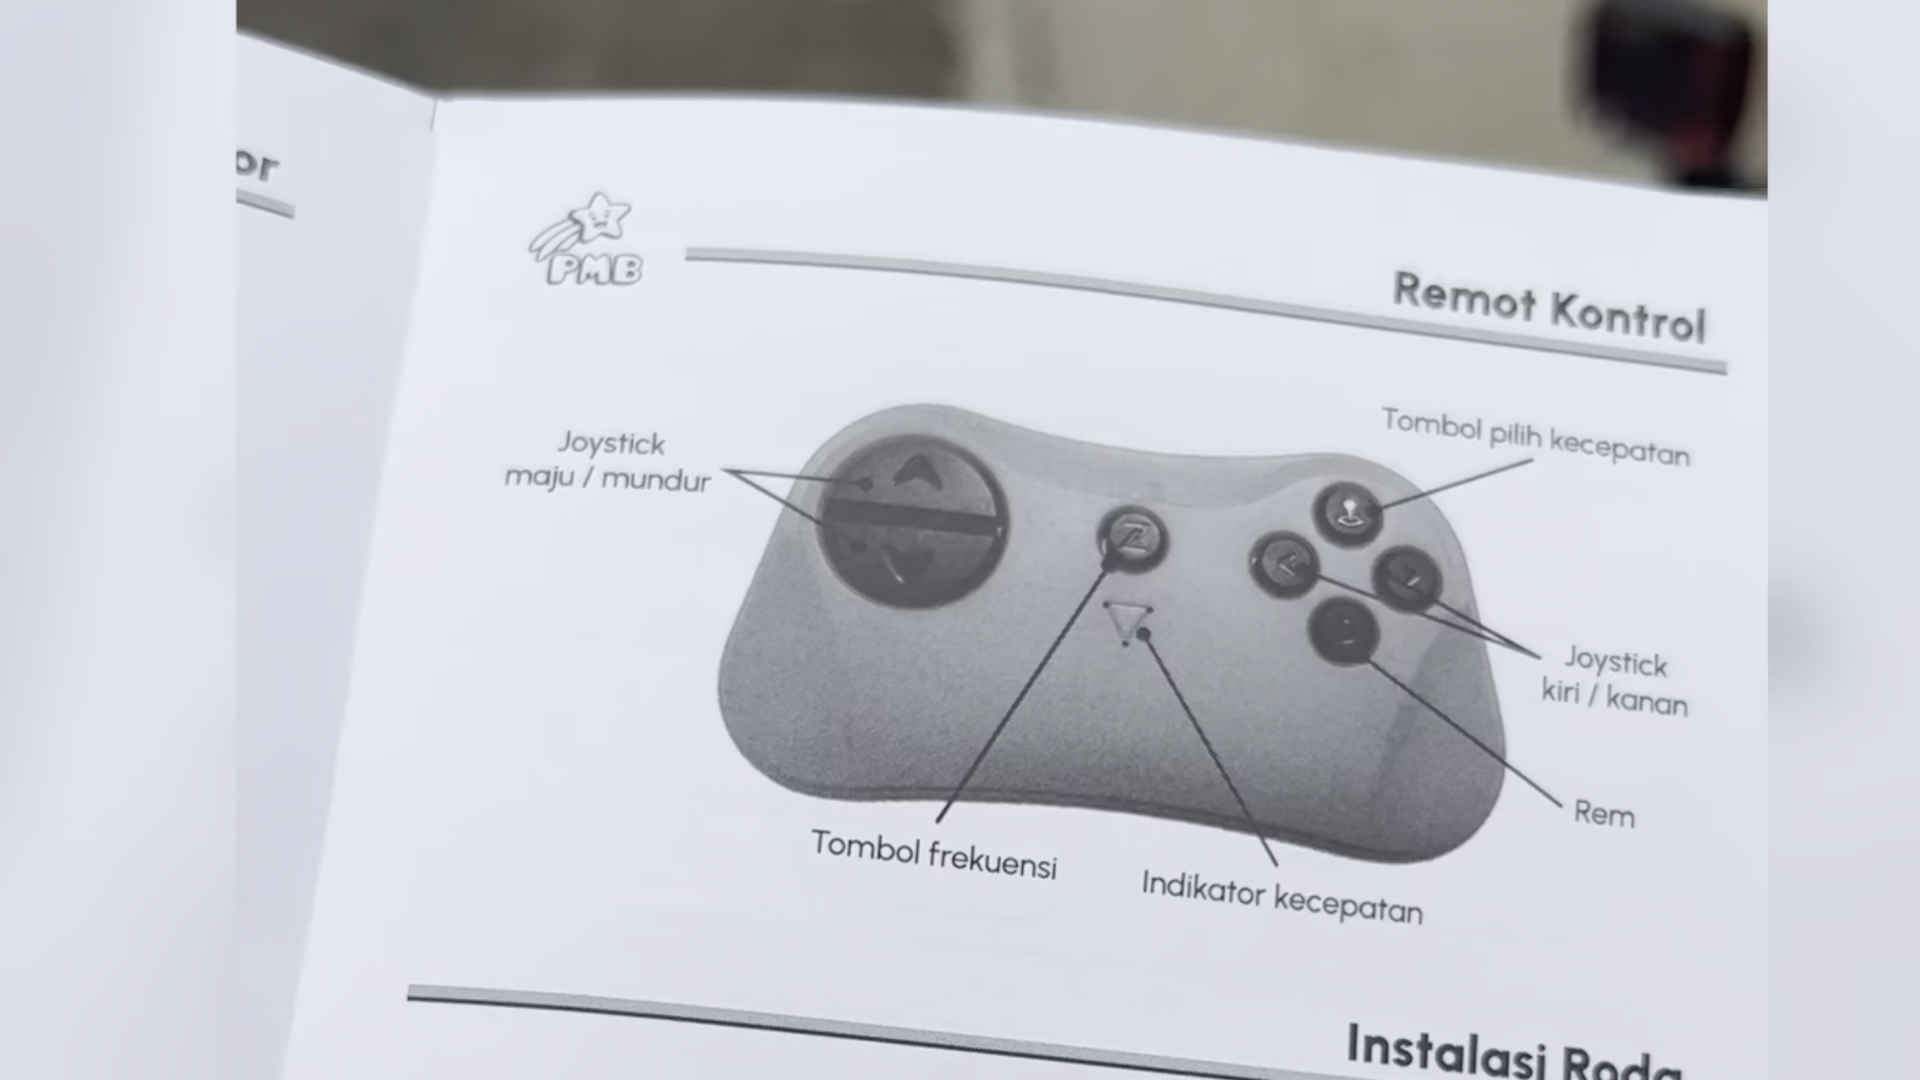 or
PMB
Remot Kontrol
Joystick
maju / mundur
Tombol pilih kecepatan
Z
Joystick
kiri / kanan
Rem
Tombol frekuensi
Indikator kecepatan
Instalasi Roda